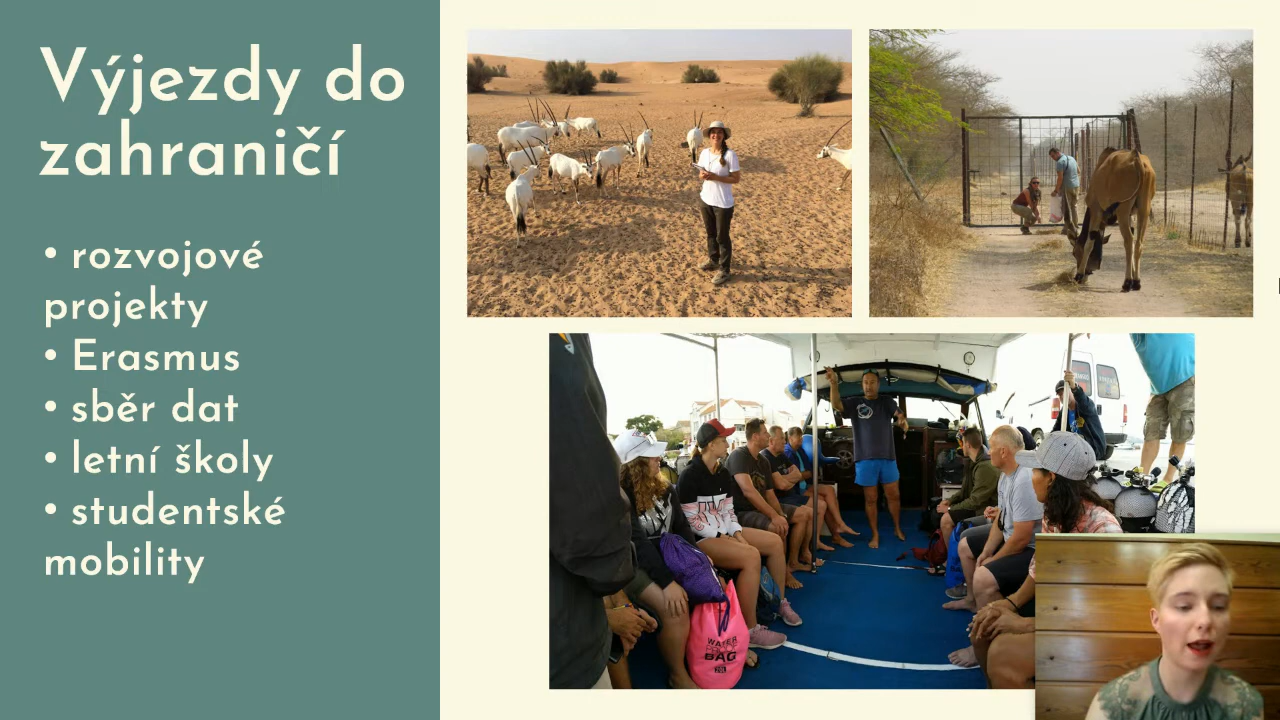 Výjezdy do
zahraničí
• rozvojové
projekty
• Erasmus
• sběr dat
• letní školy
• studentské
mobility
WATER
BAG